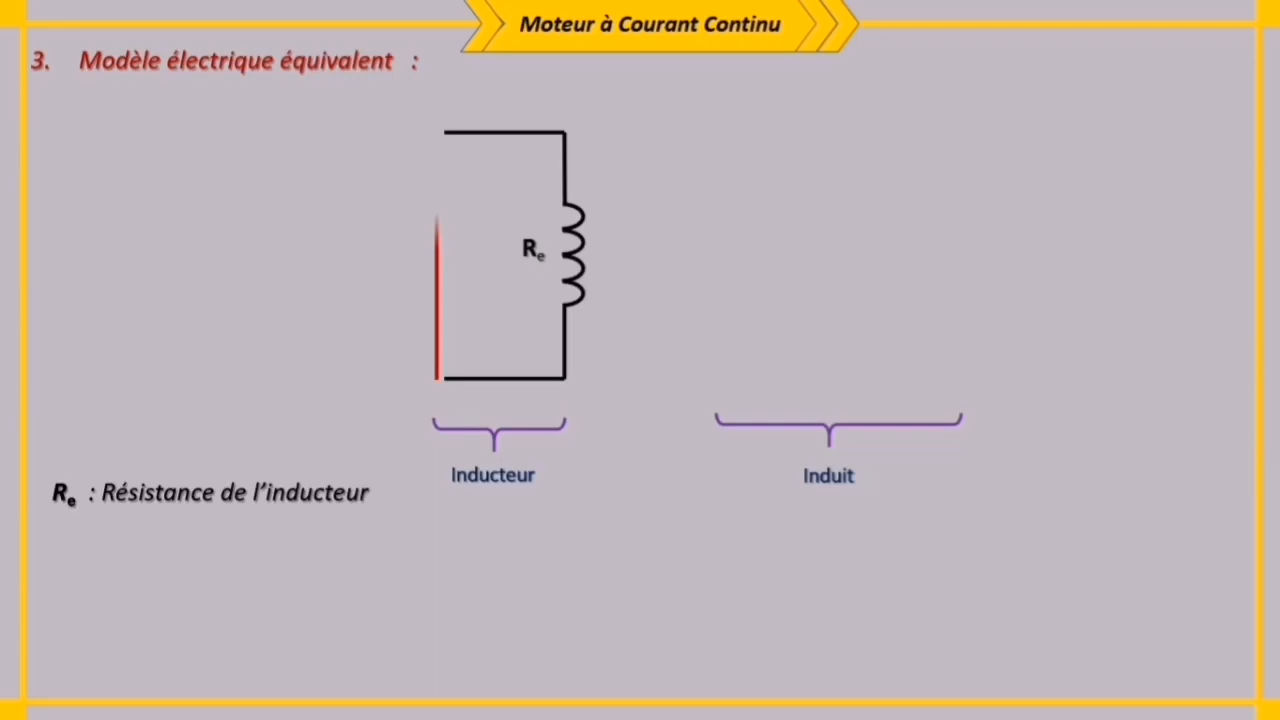 Moteur à Courant Continu
3. Modèle électrique équivalent :
Re
Inducteur
Induit
Re : Résistance de l’inducteur